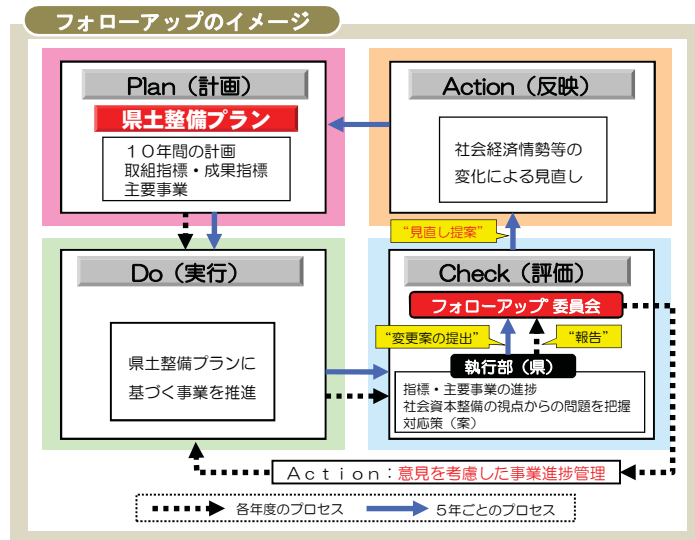 フォローアップのイメージ
Plan（計画）
県土整備プラン
１０年間の計画
取組指標・成果指標
主要事業
Action（反映）
社会経済情勢等の
変化による見直し
“見直し提案”
Do（実行）
県土整備プランに
基づく事業を推進
Check（評価）
フォローアップ委員会
“変更案の提出”
“報告”
執行部（県）
指標・主要事業の進捗
社会資本整備の視点からの問題を把握
対応策（案）
Ａｃｔｉｏｎ：意見を考慮した事業進捗管理
各年度のプロセス
５年ごとのプロセス